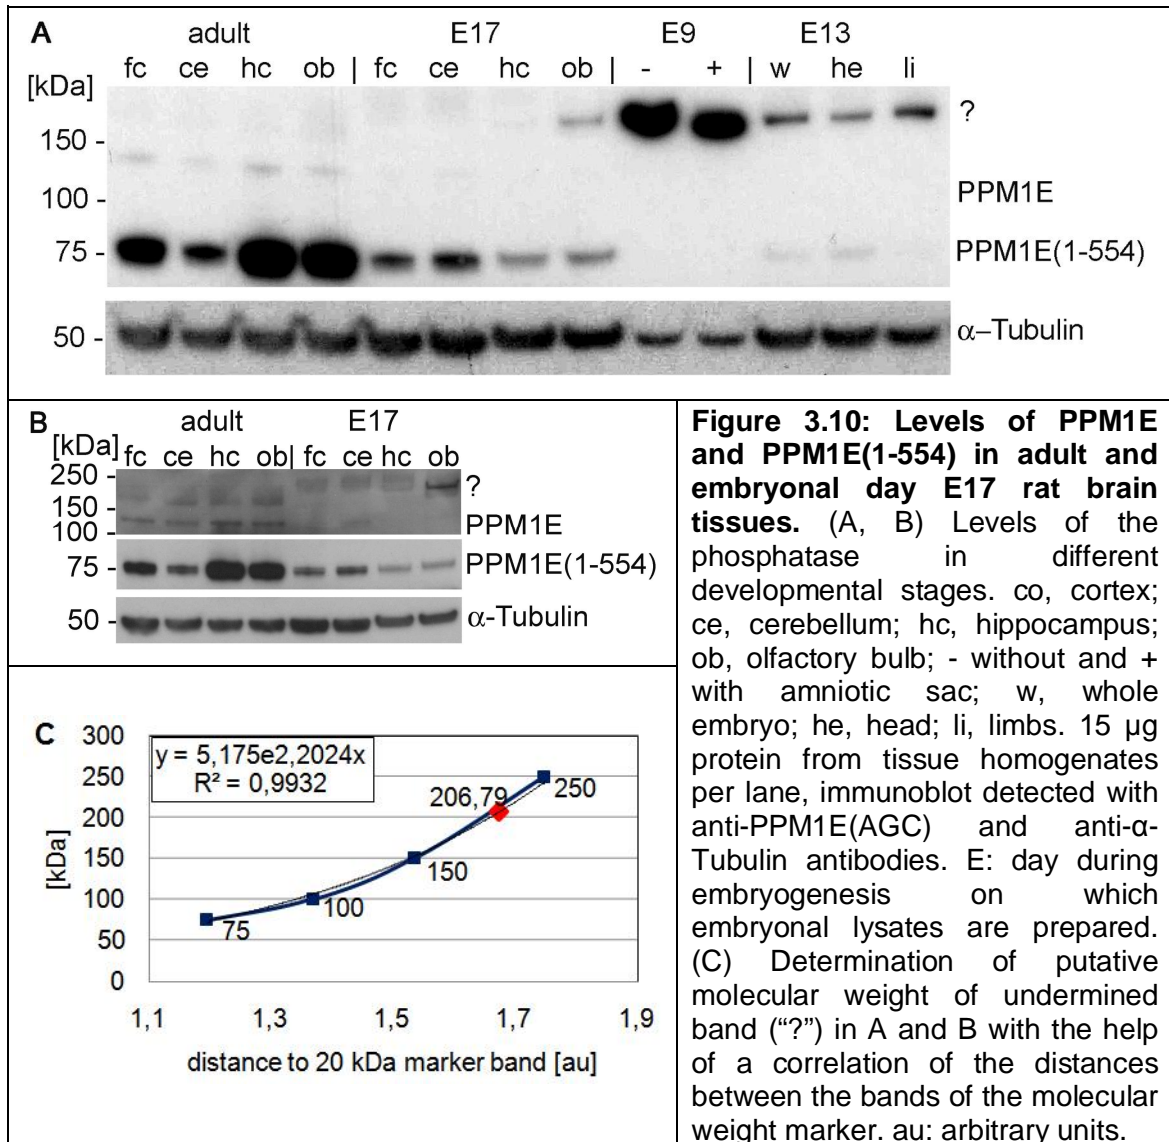 A adult E17 E9 E13
fc ce hc ob | fc ce hc ob | - + | w he li
[kDa]
?
150 -
100 -
PPM1E
75 -
PPM1E(1-554)
50 -
α–Tubulin
B adult E17
[kDa] fc ce hc ob| fc ce hc ob
250 -
?
150 -
PPM1E
100 -
75 - PPM1E(1-554)
50 - α-Tubulin
C
300
250
200
150
100
50
0
[kDa]
y = 5,175e2,2024x
R² = 0,9932
206,79
250
150
100
75
1,1 1,3 1,5 1,7 1,9
distance to 20 kDa marker band [au]
Figure 3.10: Levels of PPM1E
and PPM1E(1-554) in adult and
embryonal day E17 rat brain
tissues. (A, B) Levels of the
phosphatase in different
developmental stages. co, cortex;
ce, cerebellum; hc, hippocampus;
ob, olfactory bulb; - without and +
with amniotic sac; w, whole
embryo; he, head; li, limbs. 15 µg
protein from tissue homogenates
per lane, immunoblot detected with
anti-PPM1E(AGC) and anti-α-
Tubulin antibodies. E: day during
embryogenesis on which
embryonal lysates are prepared.
(C) Determination of putative
molecular weight of undermined
band (“?”) in A and B with the help
of a correlation of the distances
between the bands of the molecular
weight marker. au: arbitrary units.